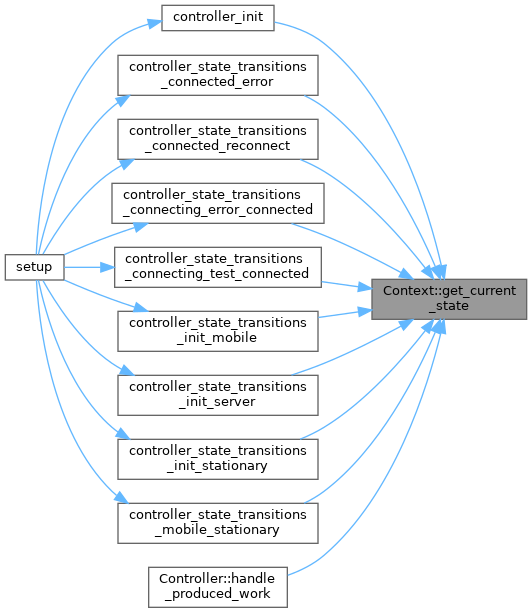 controller_init
controller_state_transitions
_connected_error
controller_state_transitions
_connected_reconnect
controller_state_transitions
_connecting_error_connected
setup
controller_state_transitions
_connecting_test_connected
Context::get_current
_state
controller_state_transitions
_init_mobile
controller_state_transitions
_init_server
controller_state_transitions
_init_stationary
controller_state_transitions
_mobile_stationary
Controller::handle
_produced_work